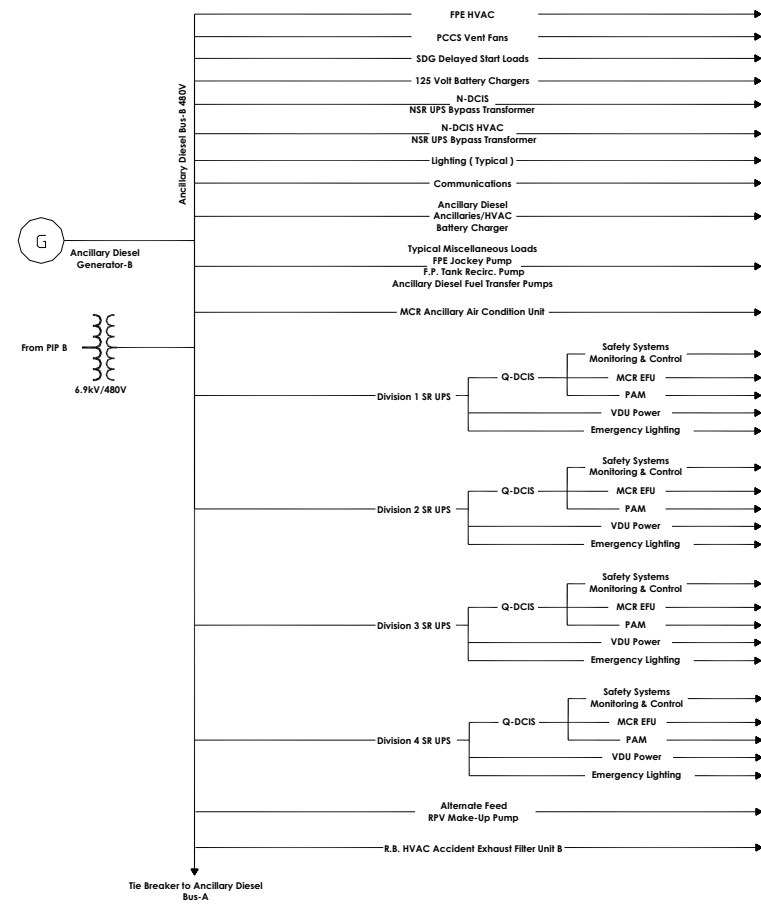 FPE HVAC
PCCS Vent Fans
SDG Delayed Start Loads
125 Volt Battery Chargers
N-DCIS
NSR UPS Bypass Transformer
N-DCIS HVAC
NSR UPS Bypass Transformer
Lighting ( Typical )
Communications
Ancillary Diesel Bus-B 480V
Ancillary Diesel
Ancillaries/HVAC
Battery Charger
G
Ancillary Diesel
Generator-B
Typical Miscellaneous Loads
FPE Jockey Pump
F.P. Tank Recirc. Pump
Ancillary Diesel Fuel Transfer Pumps
MCR Ancillary Air Condition Unit
From PIP B
6.9kV/480V
Division 1 SR UPS
Q-DCIS
Safety Systems
Monitoring & Control
MCR EFU
PAM
VDU Power
Emergency Lighting
Division 2 SR UPS
Q-DCIS
Safety Systems
Monitoring & Control
MCR EFU
PAM
VDU Power
Emergency Lighting
Division 3 SR UPS
Q-DCIS
Safety Systems
Monitoring & Control
MCR EFU
PAM
VDU Power
Emergency Lighting
Division 4 SR UPS
Q-DCIS
Safety Systems
Monitoring & Control
MCR EFU
PAM
VDU Power
Emergency Lighting
Alternate Feed
RPV Make-Up Pump
R.B. HVAC Accident Exhaust Filter Unit B
Tie Breaker to Ancillary Diesel
Bus-A